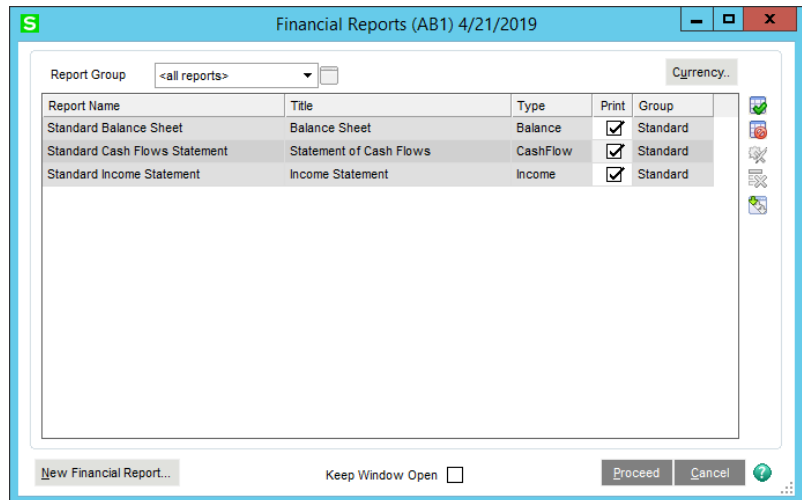 S Financial Reports (AB1) 4/21/2019 x
Report Group <all reports> Currency..
Report Name Title Type Print Group
Standard Balance Sheet Balance Sheet Balance Standard
Standard Cash Flows Statement Statement of Cash Flows CashFlow Standard
Standard Income Statement Income Statement Income Standard
New Financial Report... Keep Window Open Proceed Cancel ?